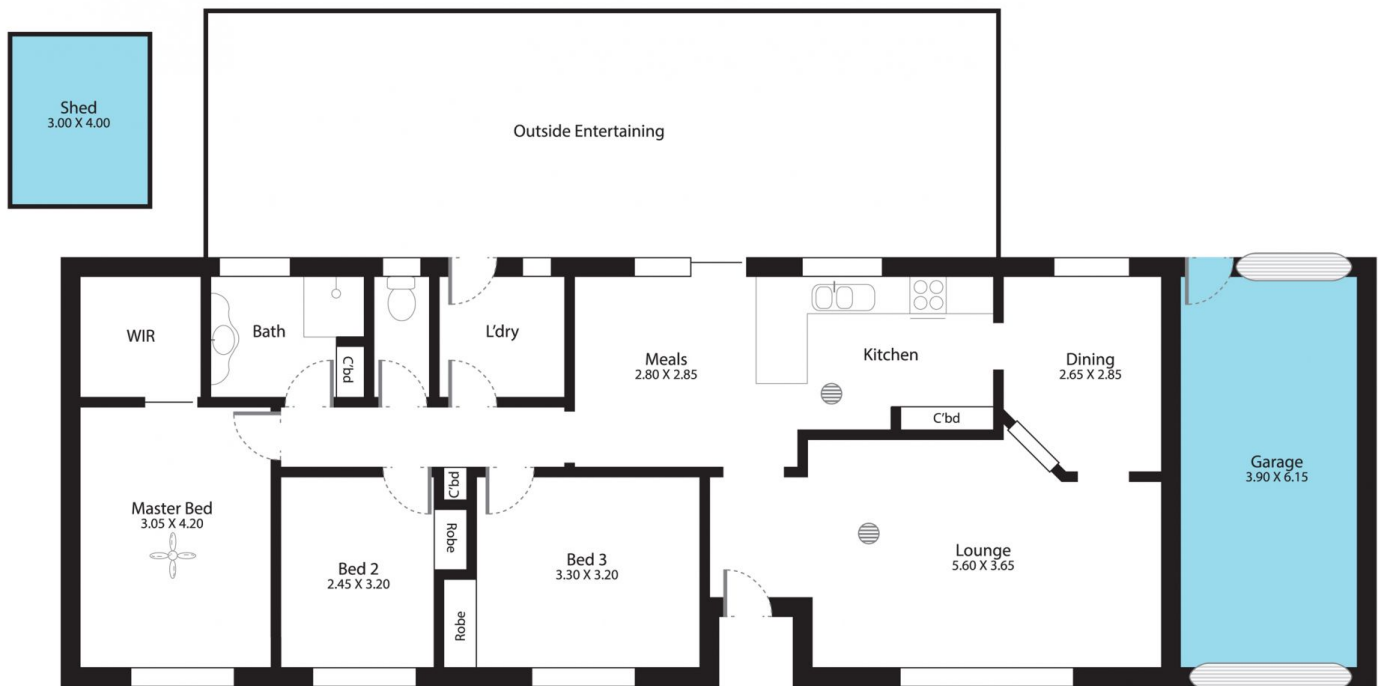 Shed
3.00 X 4.00
Outside Entertaining
WIR
Bath
C'bd
L'dry
Meals
2.80 X 2.85
Kitchen
C'bd
Dining
2.65 X 2.85
Garage
3.90 X 6.15
Master Bed
3.05 X 4.20
Bed 2
2.45 X 3.20
C'bd
Robe
Robe
Bed 3
3.30 X 3.20
Lounge
5.60 X 3.65